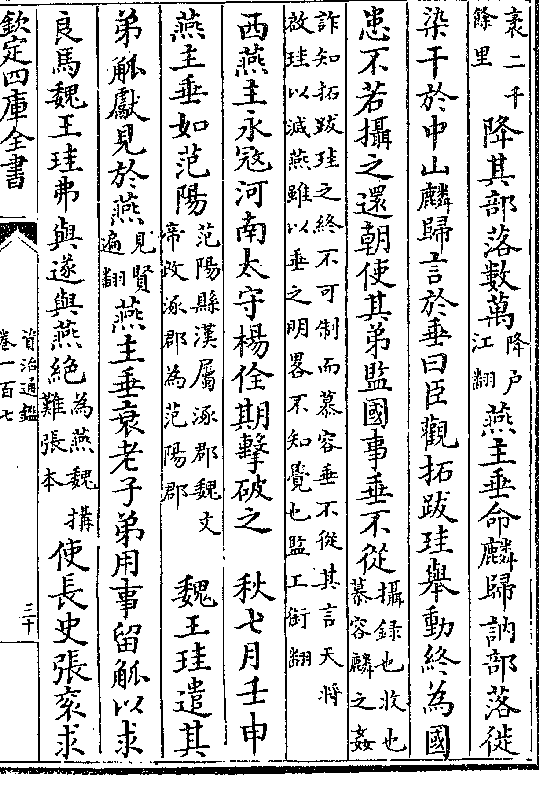 袤二千餘里降其部落數萬降户江翻燕主垂命麟歸訥部落徙
染干於中山麟歸言於垂曰臣觀拓跋珪舉動終為國
患不若攝之還朝使其弟監國事垂不從攝録也收也慕容麟之姦
詐知拓跋珪之終不可制而慕容垂不從其言天將啟珪以滅燕雖以垂之明畧不知覺也監工銜翻
西燕主永冦河南太守楊佺期擊破之 秋七月壬申
燕主垂如范陽范陽縣漢屬涿郡魏文帝改涿郡為范陽郡 魏王珪遣其
弟觚獻見於燕見賢遍翻燕主垂衰老子弟用事留觚以求
良馬魏王珪弗與遂與燕絶為燕魏搆難張本使長史張衮求
欽定四庫全書
資治通鑑
卷一百七
三十